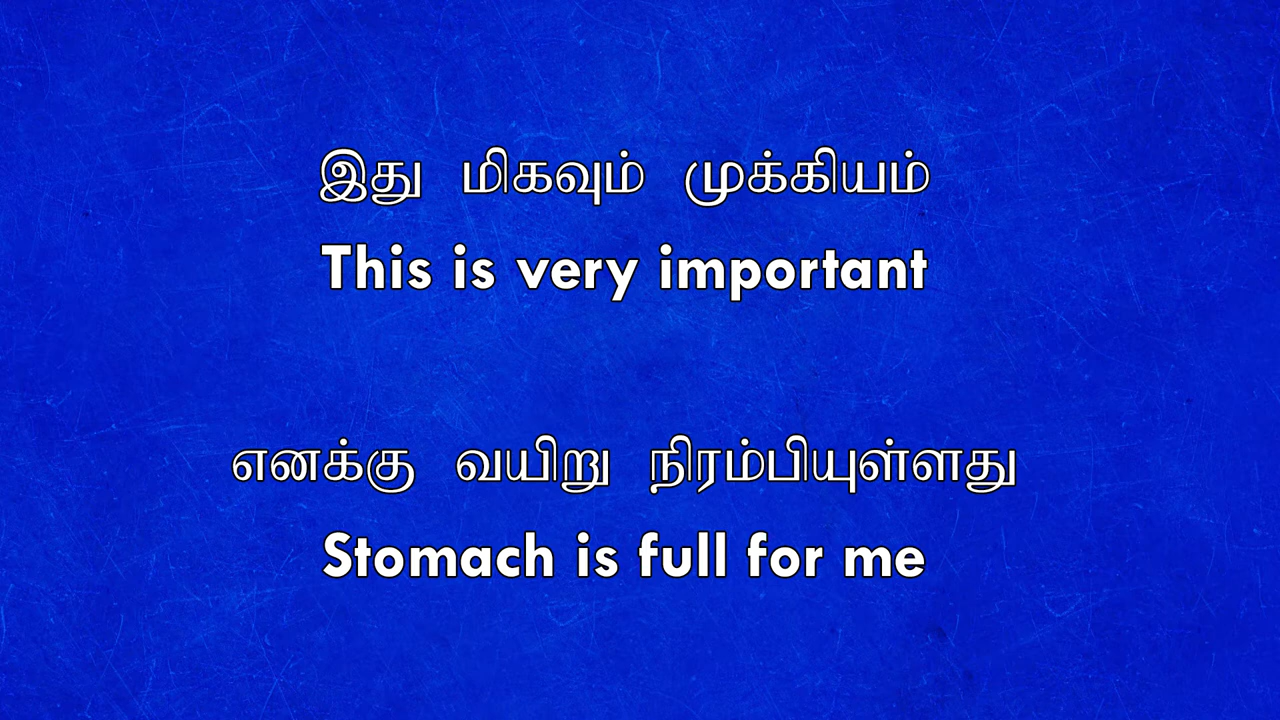 இது மிகவும் முக்கியம்
This is very important
எனக்கு வயிறு நிரம்பியுள்ளது
Stomach is full for me